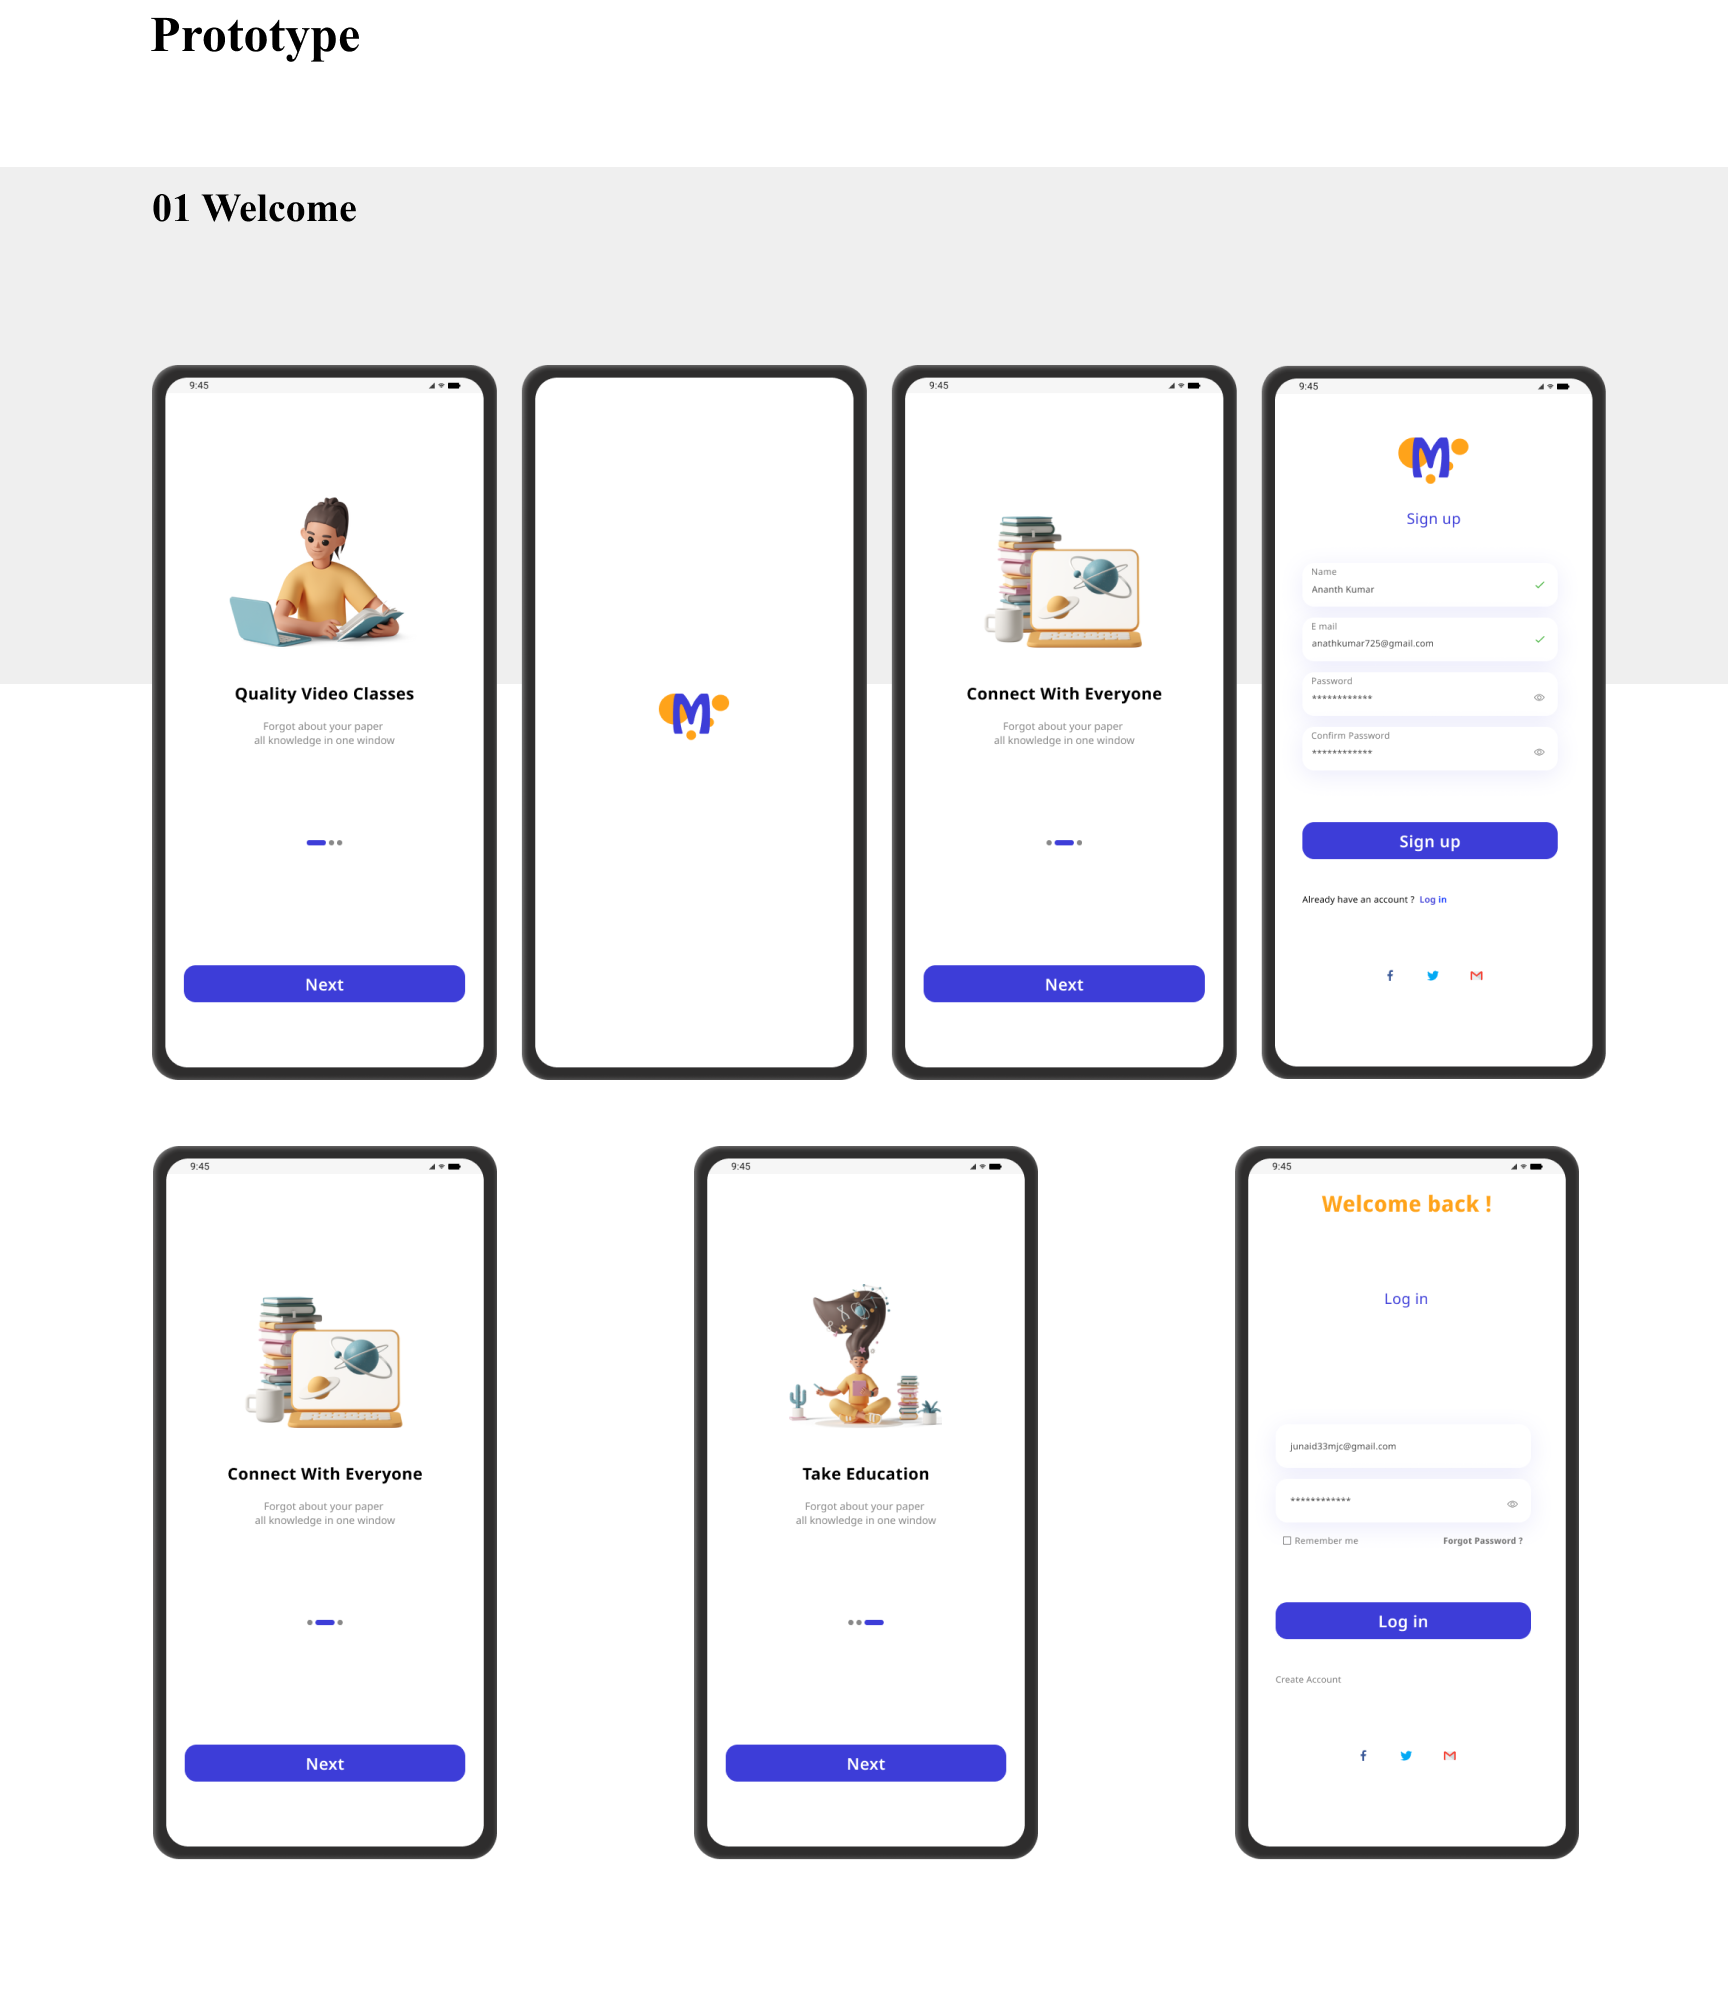 Prototype
01 Welcome
9:45
Quality Video Classes
Forgot about your paper
all knowledge in one window
Next
M
9:45
Connect With Everyone
Forgot about your paper
all knowledge in one window
Next
9:45
M
Sign up
Name
Ananth Kumar
E mail
anathkumar725@gmail.com
Password
************
Confirm Password
************
Sign up
Already have an account ? Log in
9:45
Connect With Everyone
Forgot about your paper
all knowledge in one window
Next
9:45
Take Education
Forgot about your paper
all knowledge in one window
Next
9:45
Welcome back !
Log in
junaid33mjc@gmail.com
************
Remember me
Forgot Password ?
Log in
Create Account